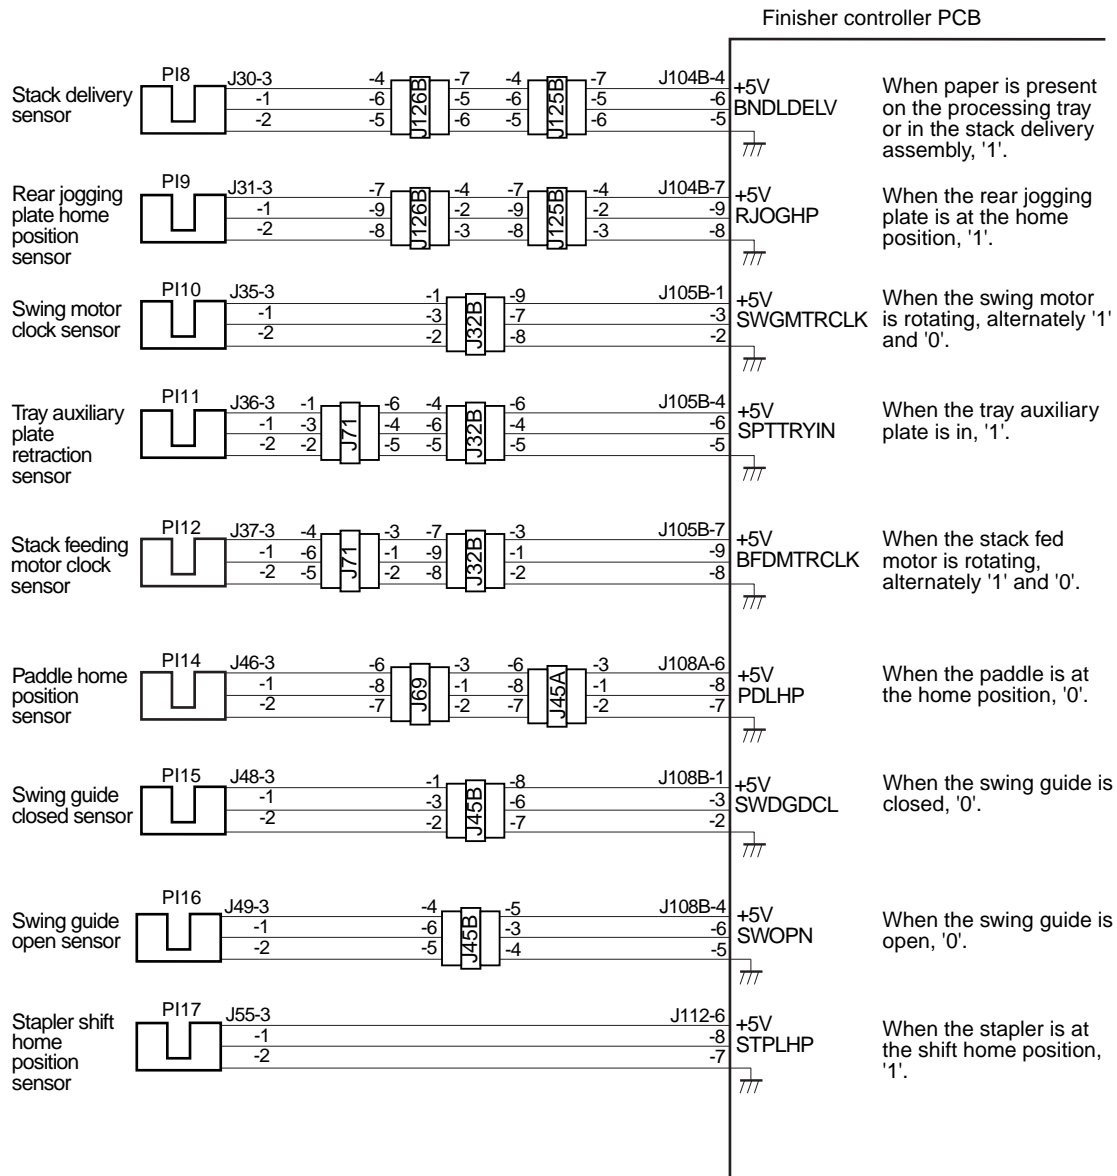 Finisher controller PCB
Stack delivery
sensor
PI8
J30-3 -4 J126B -7 -4 J125B -7 J104B-4 +5V
-1 -6 -5 -6 -5 -6 BNDLDELV
-2 -5 -6 -5 -6 -5
When paper is present
on the processing tray
or in the stack delivery
assembly, '1'.
Rear jogging
plate home
position
sensor
PI9
J31-3 -7 J126B -4 -7 J125B -4 J104B-7 +5V
-1 -9 -2 -9 -2 -9 RJOGHP
-2 -8 -3 -8 -3 -8
When the rear jogging
plate is at the home
position, '1'.
Swing motor
clock sensor
PI10
J35-3 -1 J32B -9 J105B-1 +5V
-1 -3 -7 -3 SWGMTRCLK
-2 -2 -8 -2
When the swing motor
is rotating, alternately '1'
and '0'.
Tray auxiliary
plate
retraction
sensor
PI11
J36-3 -1 J71 -6 -4 J32B -6 J105B-4 +5V
-1 -3 -4 -6 -4 -6 SPTTRYIN
-2 -2 -5 -5 -5 -5
When the tray auxiliary
plate is in, '1'.
Stack feeding
motor clock
sensor
PI12
J37-3 -4 J71 -3 -7 J32B -3 J105B-7 +5V
-1 -6 -1 -9 -1 -9 BFDMTRCLK
-2 -5 -2 -8 -2 -8
When the stack fed
motor is rotating,
alternately '1' and '0'.
Paddle home
position
sensor
PI14
J46-3 -6 J69 -3 -6 J45A -3 J108A-6 +5V
-1 -8 -1 -8 -1 -8 PDLHP
-2 -7 -2 -7 -2 -7
When the paddle is at
the home position, '0'.
Swing guide
closed sensor
PI15
J48-3 -1 J45B -8 J108B-1 +5V
-1 -3 -6 -3 SWDGDCL
-2 -2 -7 -2
When the swing guide is
closed, '0'.
Swing guide
open sensor
PI16
J49-3 -4 J45B -5 J108B-4 +5V
-1 -6 -3 -6 SWOPN
-2 -5 -4 -5
When the swing guide is
open, '0'.
Stapler shift
home
position
sensor
PI17
J55-3 J112-6 +5V
-1 -8 STPLHP
-2 -7
When the stapler is at
the shift home position,
'1'.